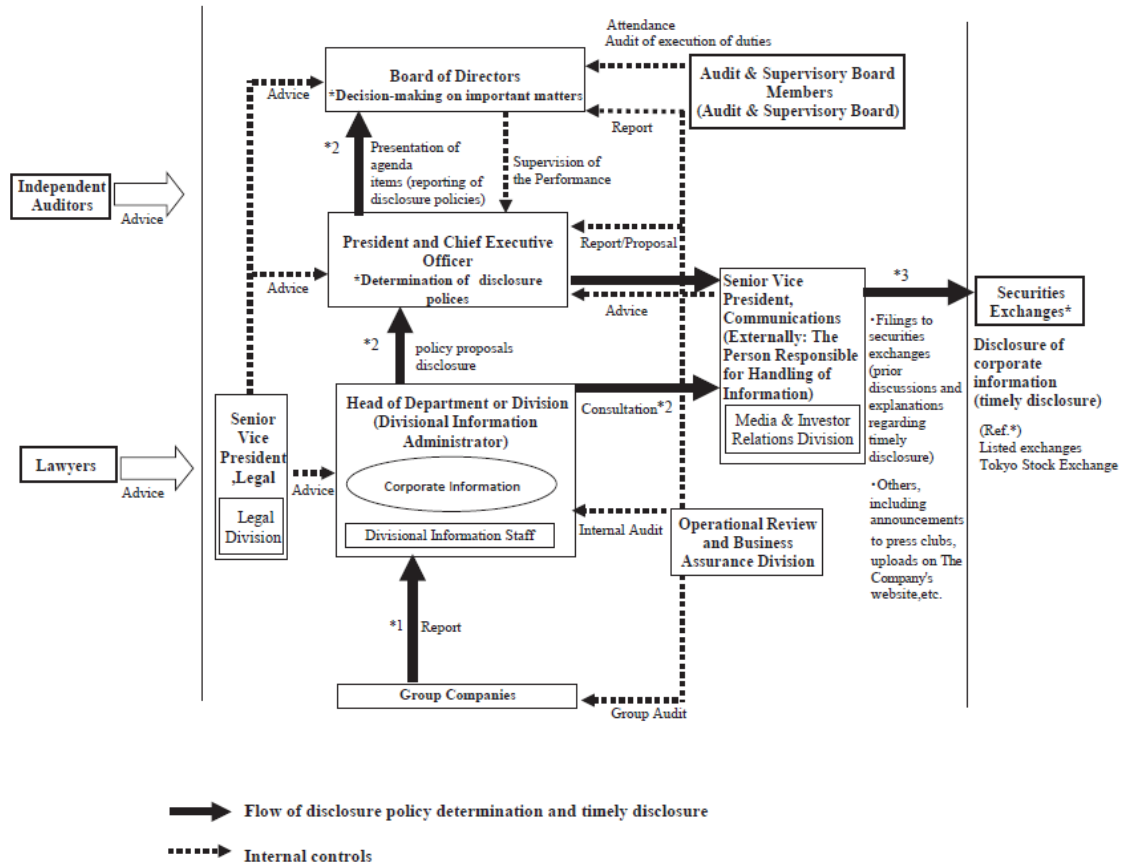 Attendance
Audit of execution of duties
Board of Directors
*Decision-making on important matters
Audit & Supervisory Board
Members
(Audit & Supervisory Board)
Advice
Report
*2
Presentation of
agenda
items (reporting of
disclosure policies)
Supervision of
the Performance
Independent
Auditors
Advice
President and Chief Executive
Officer
*Determination of disclosure
polices
Report/Proposal
Advice
Advice
Senior Vice
President,
Communications
(Externally: The
Person Responsible
for Handling of
Information)
Media & Investor
Relations Division
*3
Securities
Exchanges*
・Filings to
securities
exchanges
(prior
discussions and
explanations
regarding
timely
disclosure)
・Others,
including
announcements
to press clubs,
uploads on The
Company's
website,etc.
Disclosure of
corporate
information
(timely disclosure)
(Ref.*)
Listed exchanges
Tokyo Stock Exchange
*2
policy proposals
disclosure
Head of Department or Division
(Divisional Information
Administrator)
Corporate Information
Divisional Information Staff
Consultation*2
Senior
Vice
President
,Legal
Legal
Division
Lawyers
Advice
Advice
Internal Audit
Operational Review
and Business
Assurance Division
*1
Report
Group Companies
Group Audit
Flow of disclosure policy determination and timely disclosure
Internal controls